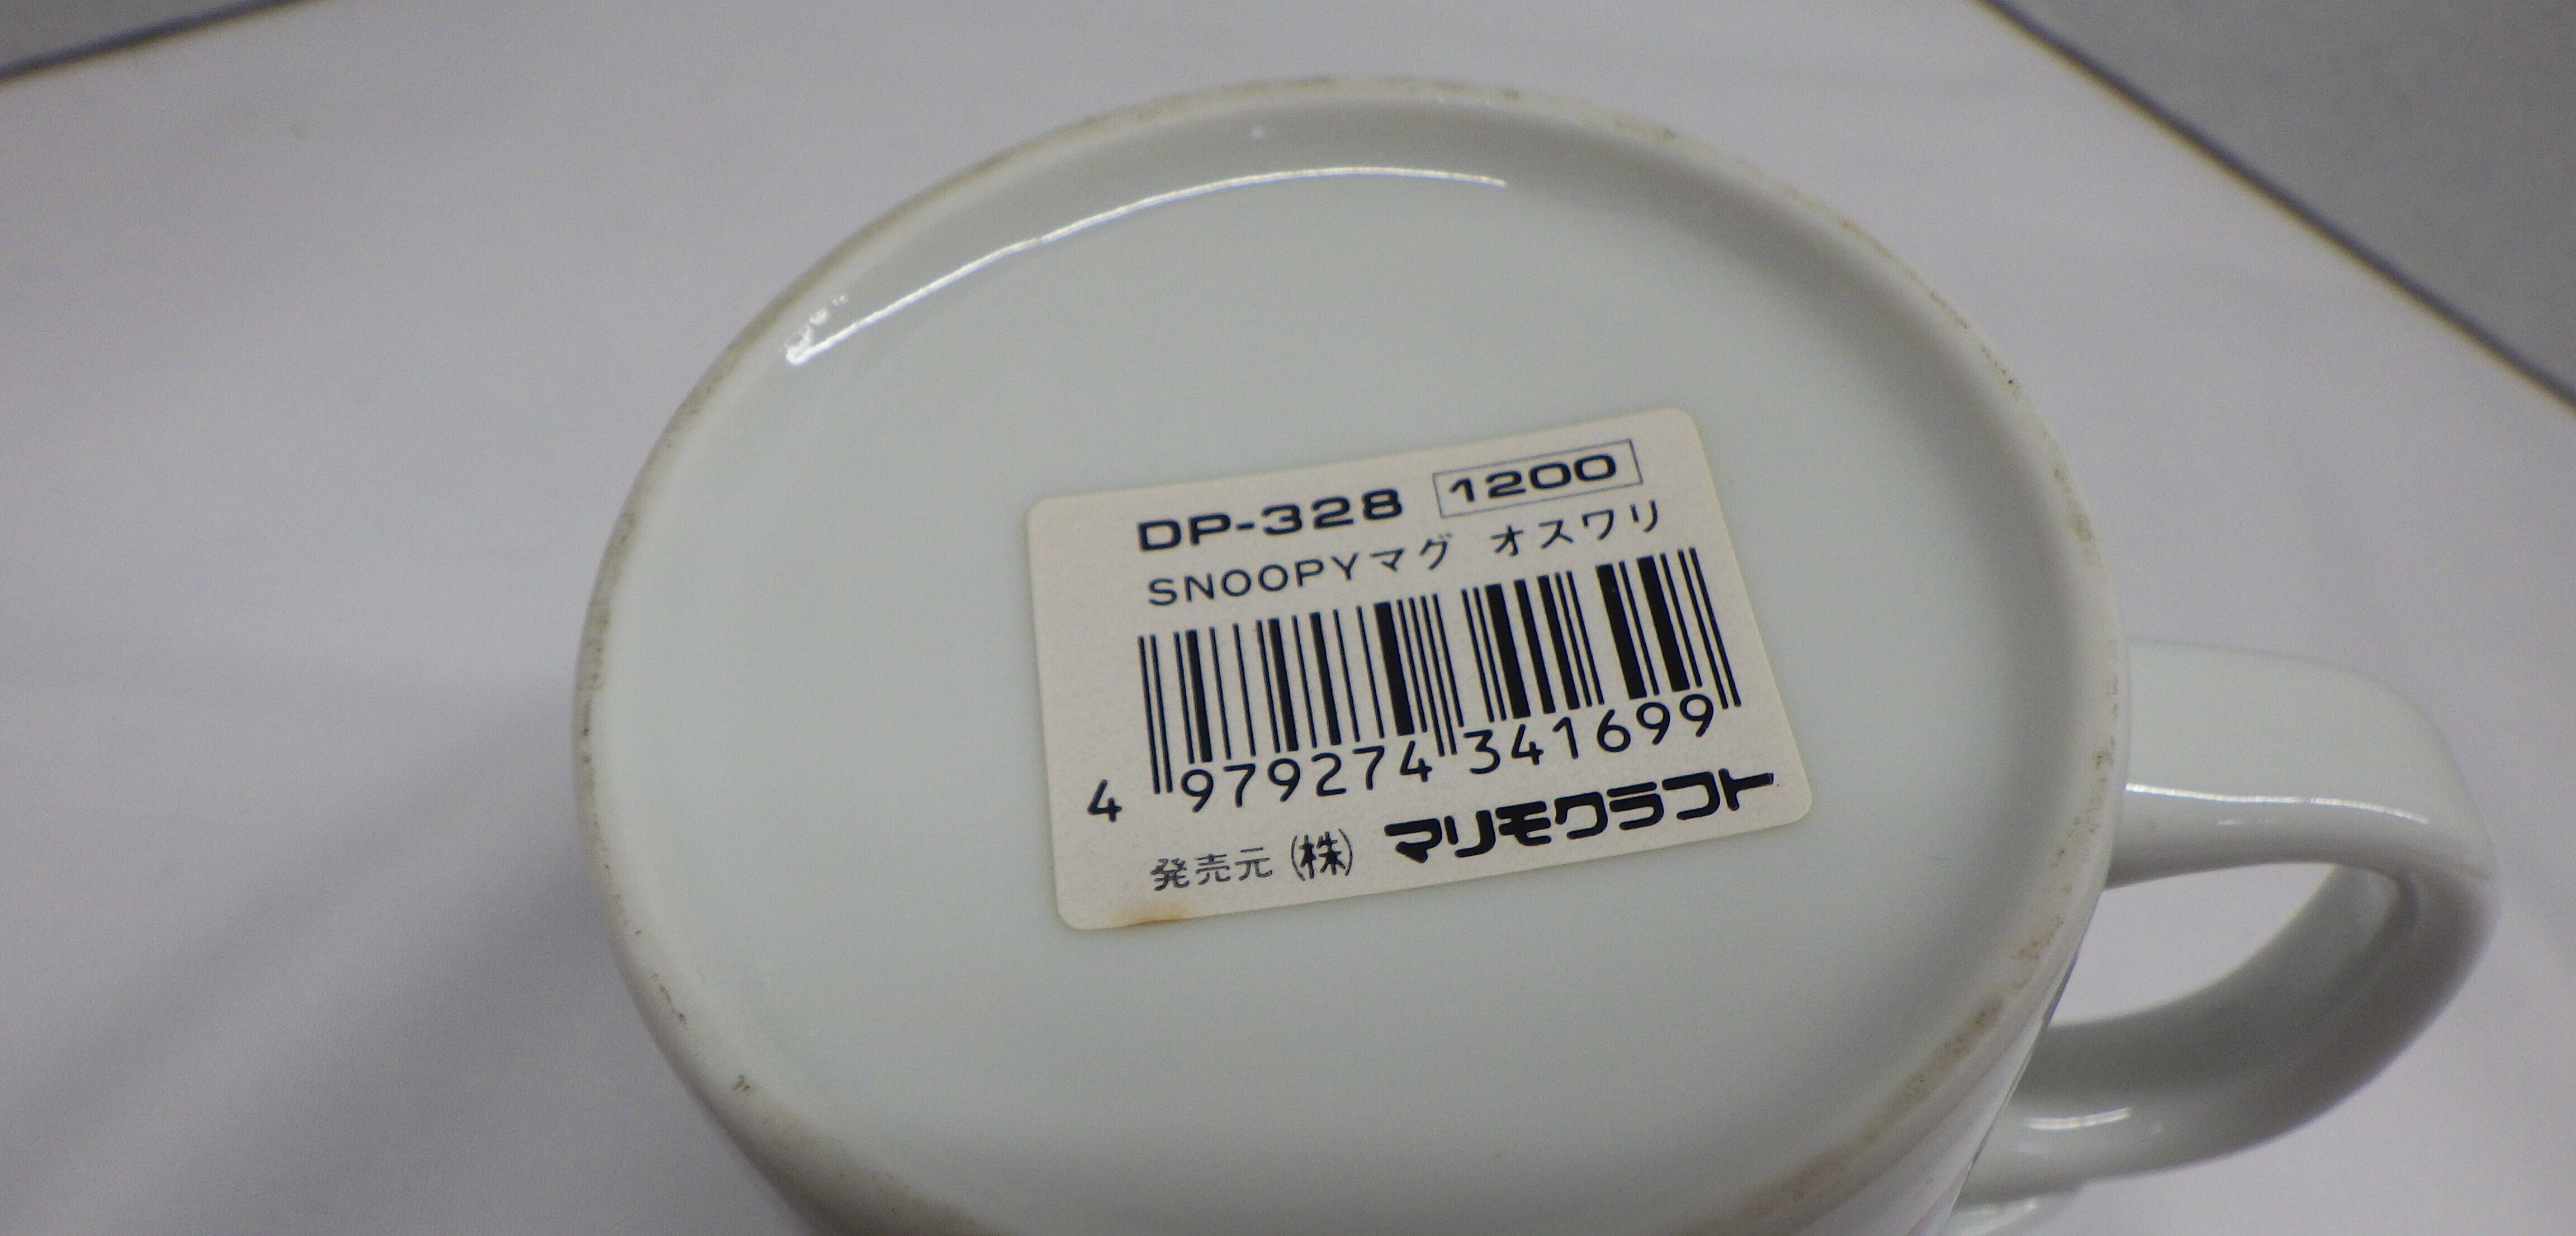 DP-328 1200
SNOOPYマグ オスワリ
4 979274 341699
発売元 (株) マリモクラフト